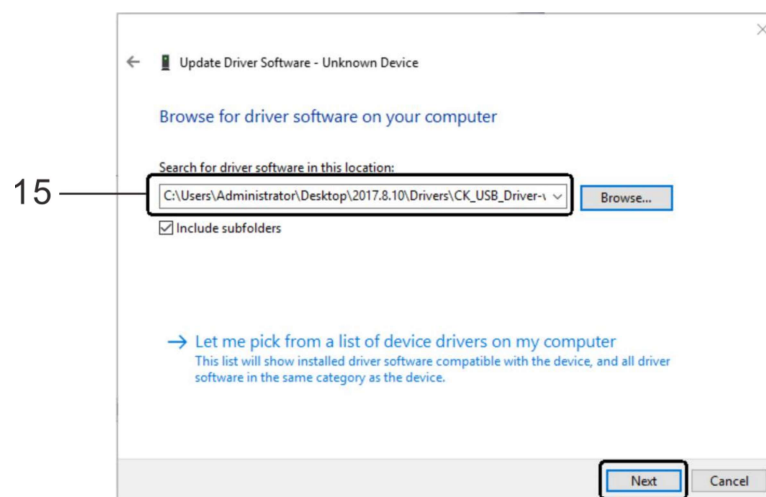 Update Driver Software - Unknown Device
Browse for driver software on your computer
Search for driver software in this location:
15
C:\Users\Administrator\Desktop\2017.8.10\Drivers\CK_USB_Driver-v
Browse...
Include subfolders
Let me pick from a list of device drivers on my computer
This list will show installed driver software compatible with the device, and all driver
software in the same category as the device.
Next
Cancel